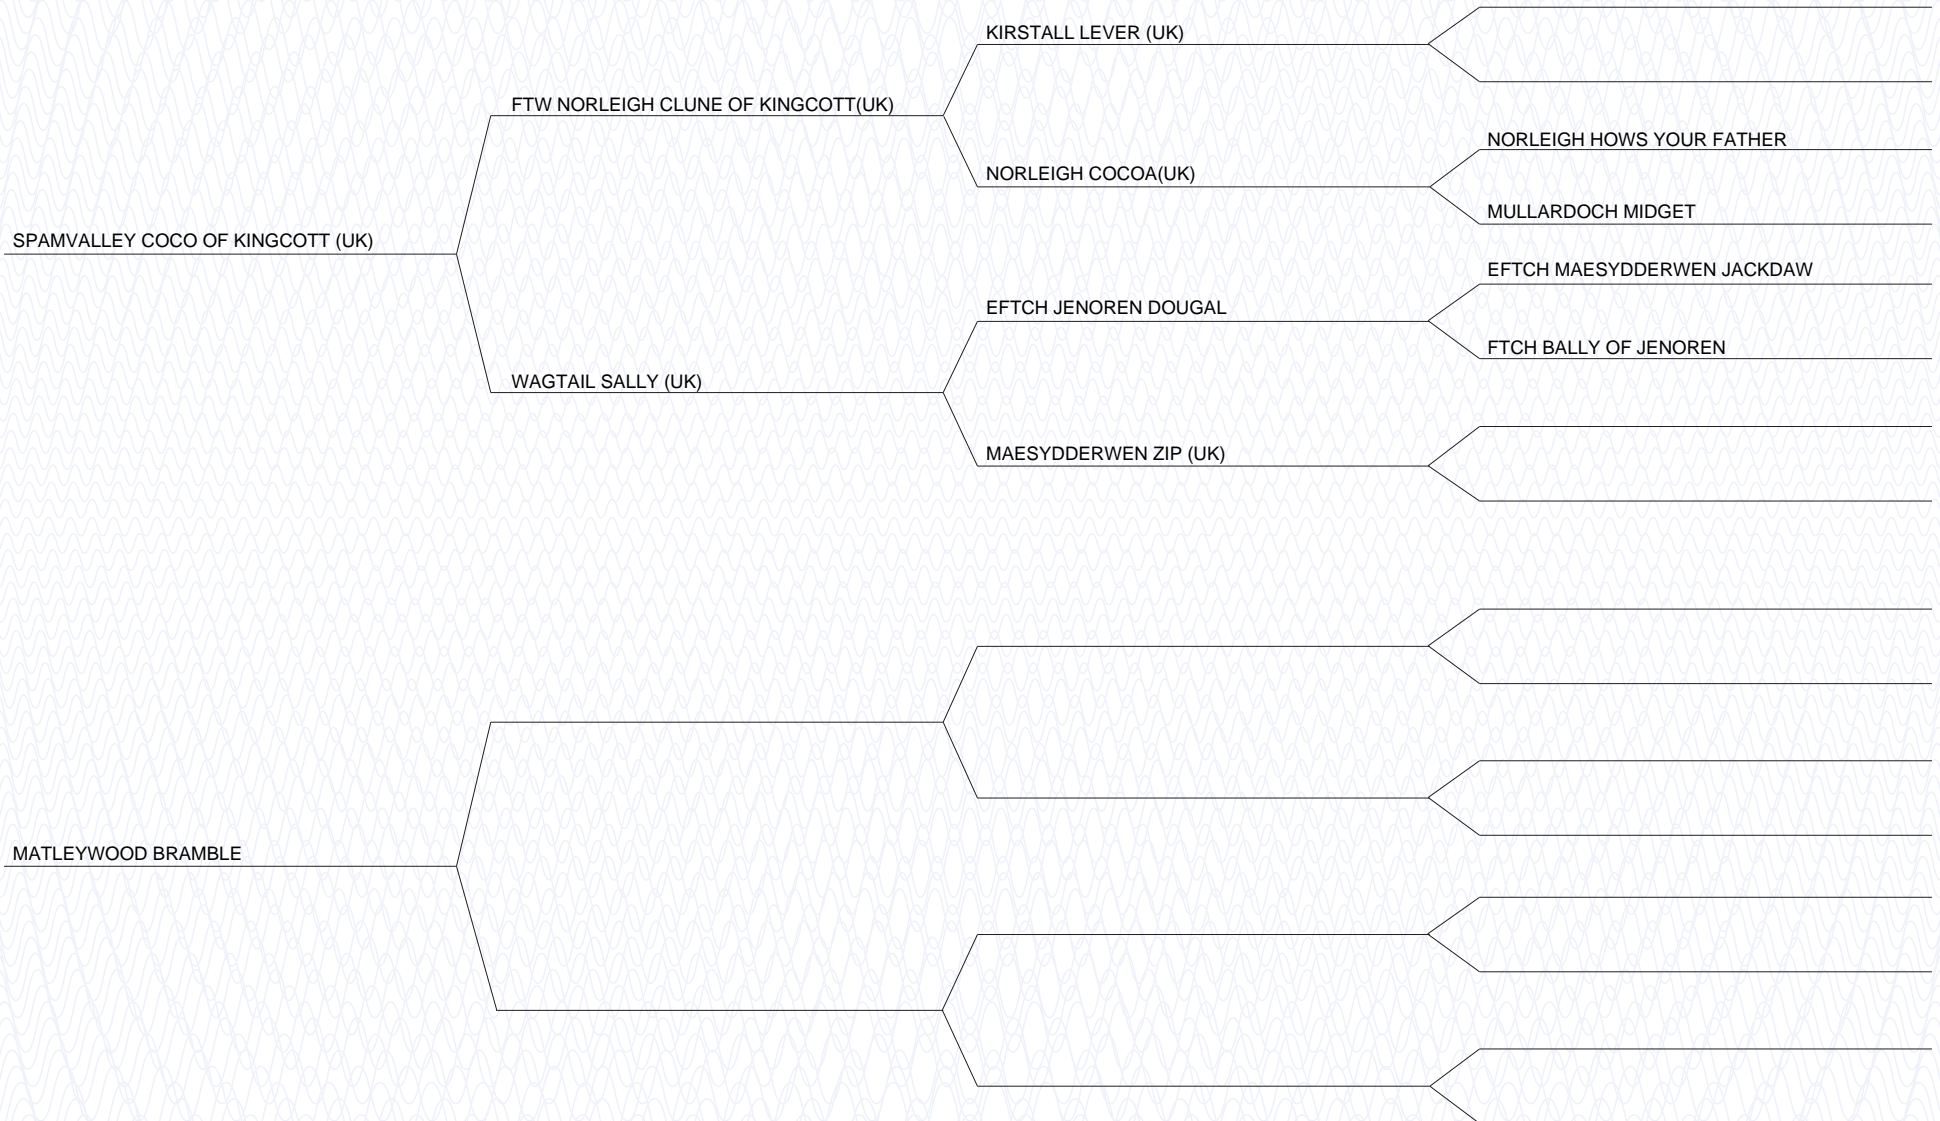 KIRSTALL LEVER (UK)
FTW NORLEIGH CLUNE OF KINGCOTT(UK)
NORLEIGH HOWS YOUR FATHER
NORLEIGH COCOA(UK)
MULLARDOCH MIDGET
SPAMVALLEY COCO OF KINGCOTT (UK)
EFTCH MAESYDDERWEN JACKDAW
EFTCH JENOREN DOUGAL
FTCH BALLY OF JENOREN
WAGTAIL SALLY (UK)
MAESYDDERWEN ZIP (UK)
MATLEYWOOD BRAMBLE